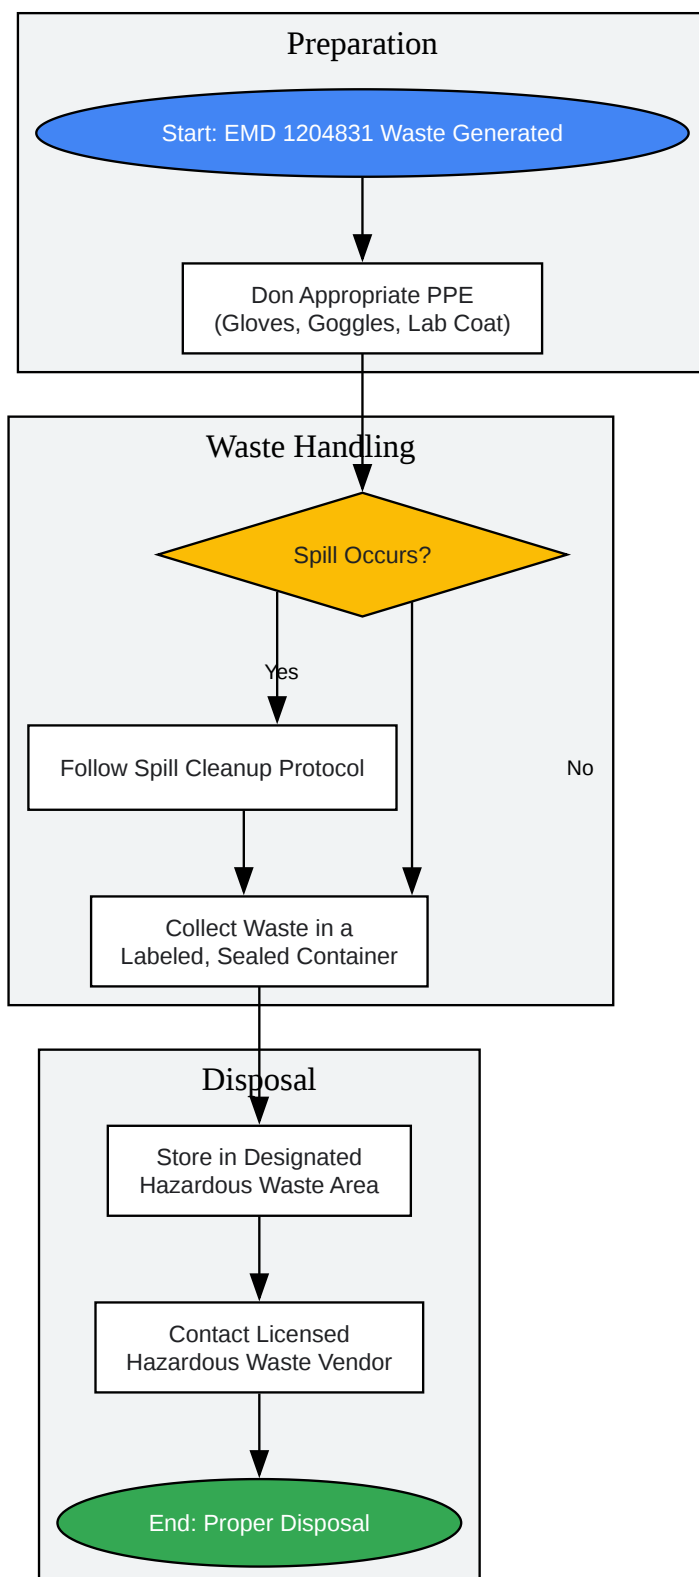 Preparation
Start: EMD 1204831 Waste Generated
Don Appropriate PPE
(Gloves, Goggles, Lab Coat)
Waste Handling
Spill Occurs?
Yes
Follow Spill Cleanup Protocol
No
Collect Waste in a
Labeled, Sealed Container
Disposal
Store in Designated
Hazardous Waste Area
Contact Licensed
Hazardous Waste Vendor
End: Proper Disposal